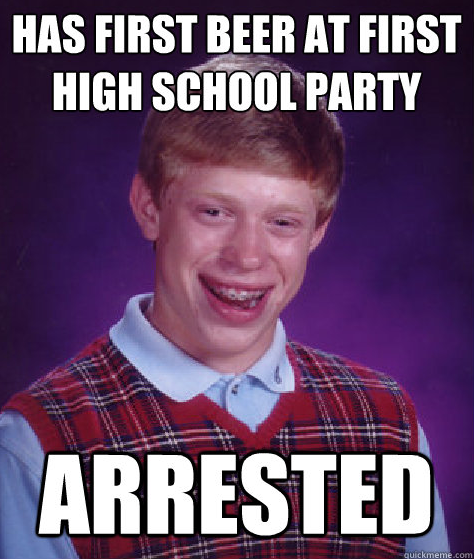 HAS FIRST BEER AT FIRST
HIGH SCHOOL PARTY
ARRESTED
quickmeme.com